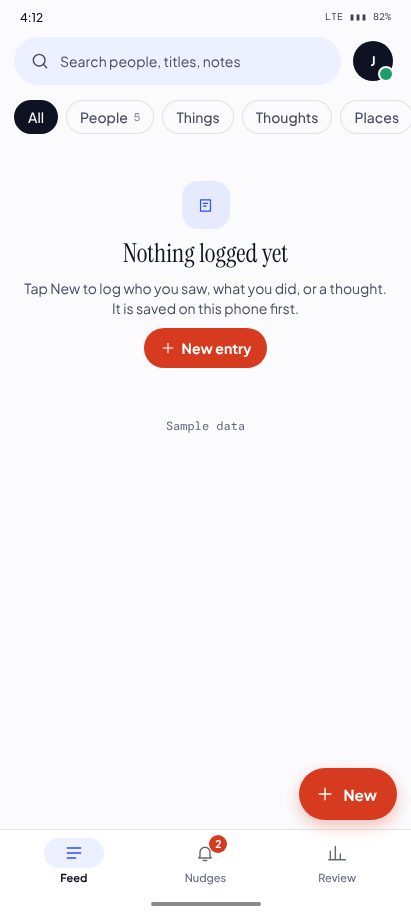 4:12
LTE 82%
Search people, titles, notes
J
All
People 5
Things
Thoughts
Places
Nothing logged yet
Tap New to log who you saw, what you did, or a thought.
It is saved on this phone first.
New entry
Sample data
New
2
Feed
Nudges
Review